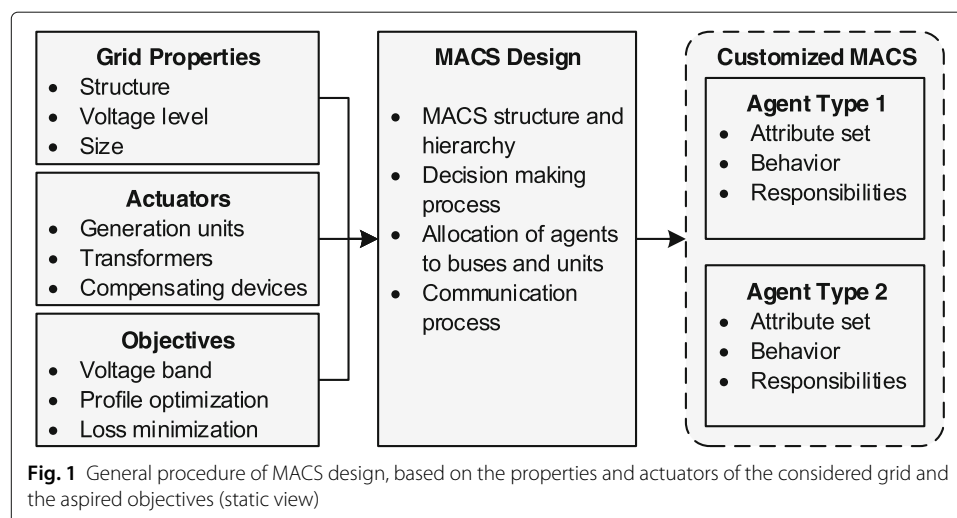 Grid Properties
• Structure
• Voltage level
• Size
Actuators
• Generation units
• Transformers
• Compensating devices
Objectives
• Voltage band
• Profile optimization
• Loss minimization
MACS Design
• MACS structure and
hierarchy
• Decision making
process
• Allocation of agents
to buses and units
• Communication
process
Customized MACS
Agent Type 1
• Attribute set
• Behavior
• Responsibilities
Agent Type 2
• Attribute set
• Behavior
• Responsibilities
Fig. 1 General procedure of MACS design, based on the properties and actuators of the considered grid and
the aspired objectives (static view)